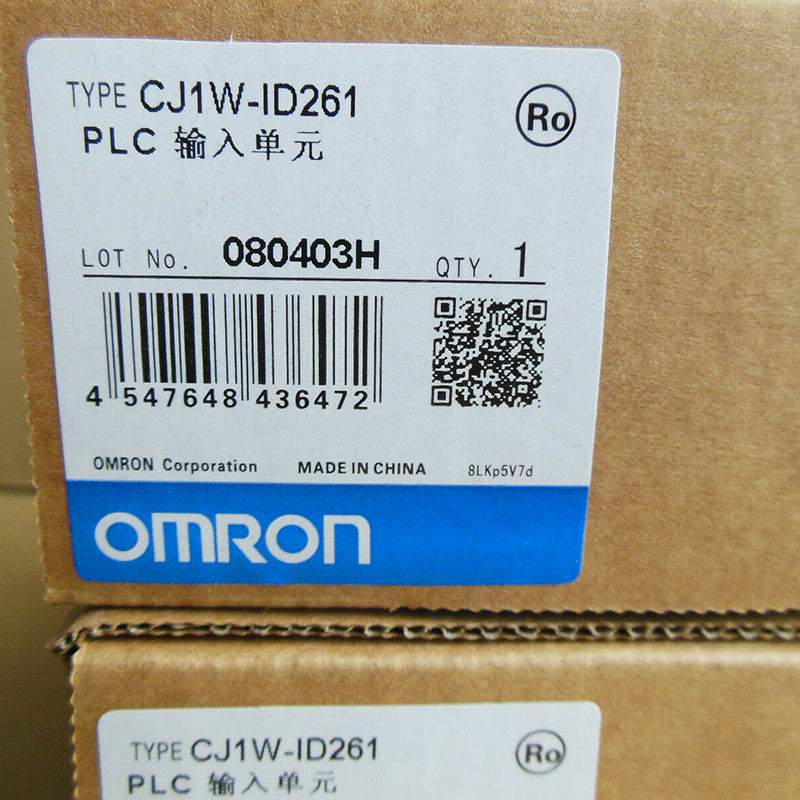 TYPE CJ1W-ID261
Ro
PLC 输入单元
LOT No. 080403H QTY. 1
4 547648 436472
OMRON Corporation MADE IN CHINA 8LKp5V7d
OMRON
TYPE CJ1W-ID261
Ro
PLC 输入单元